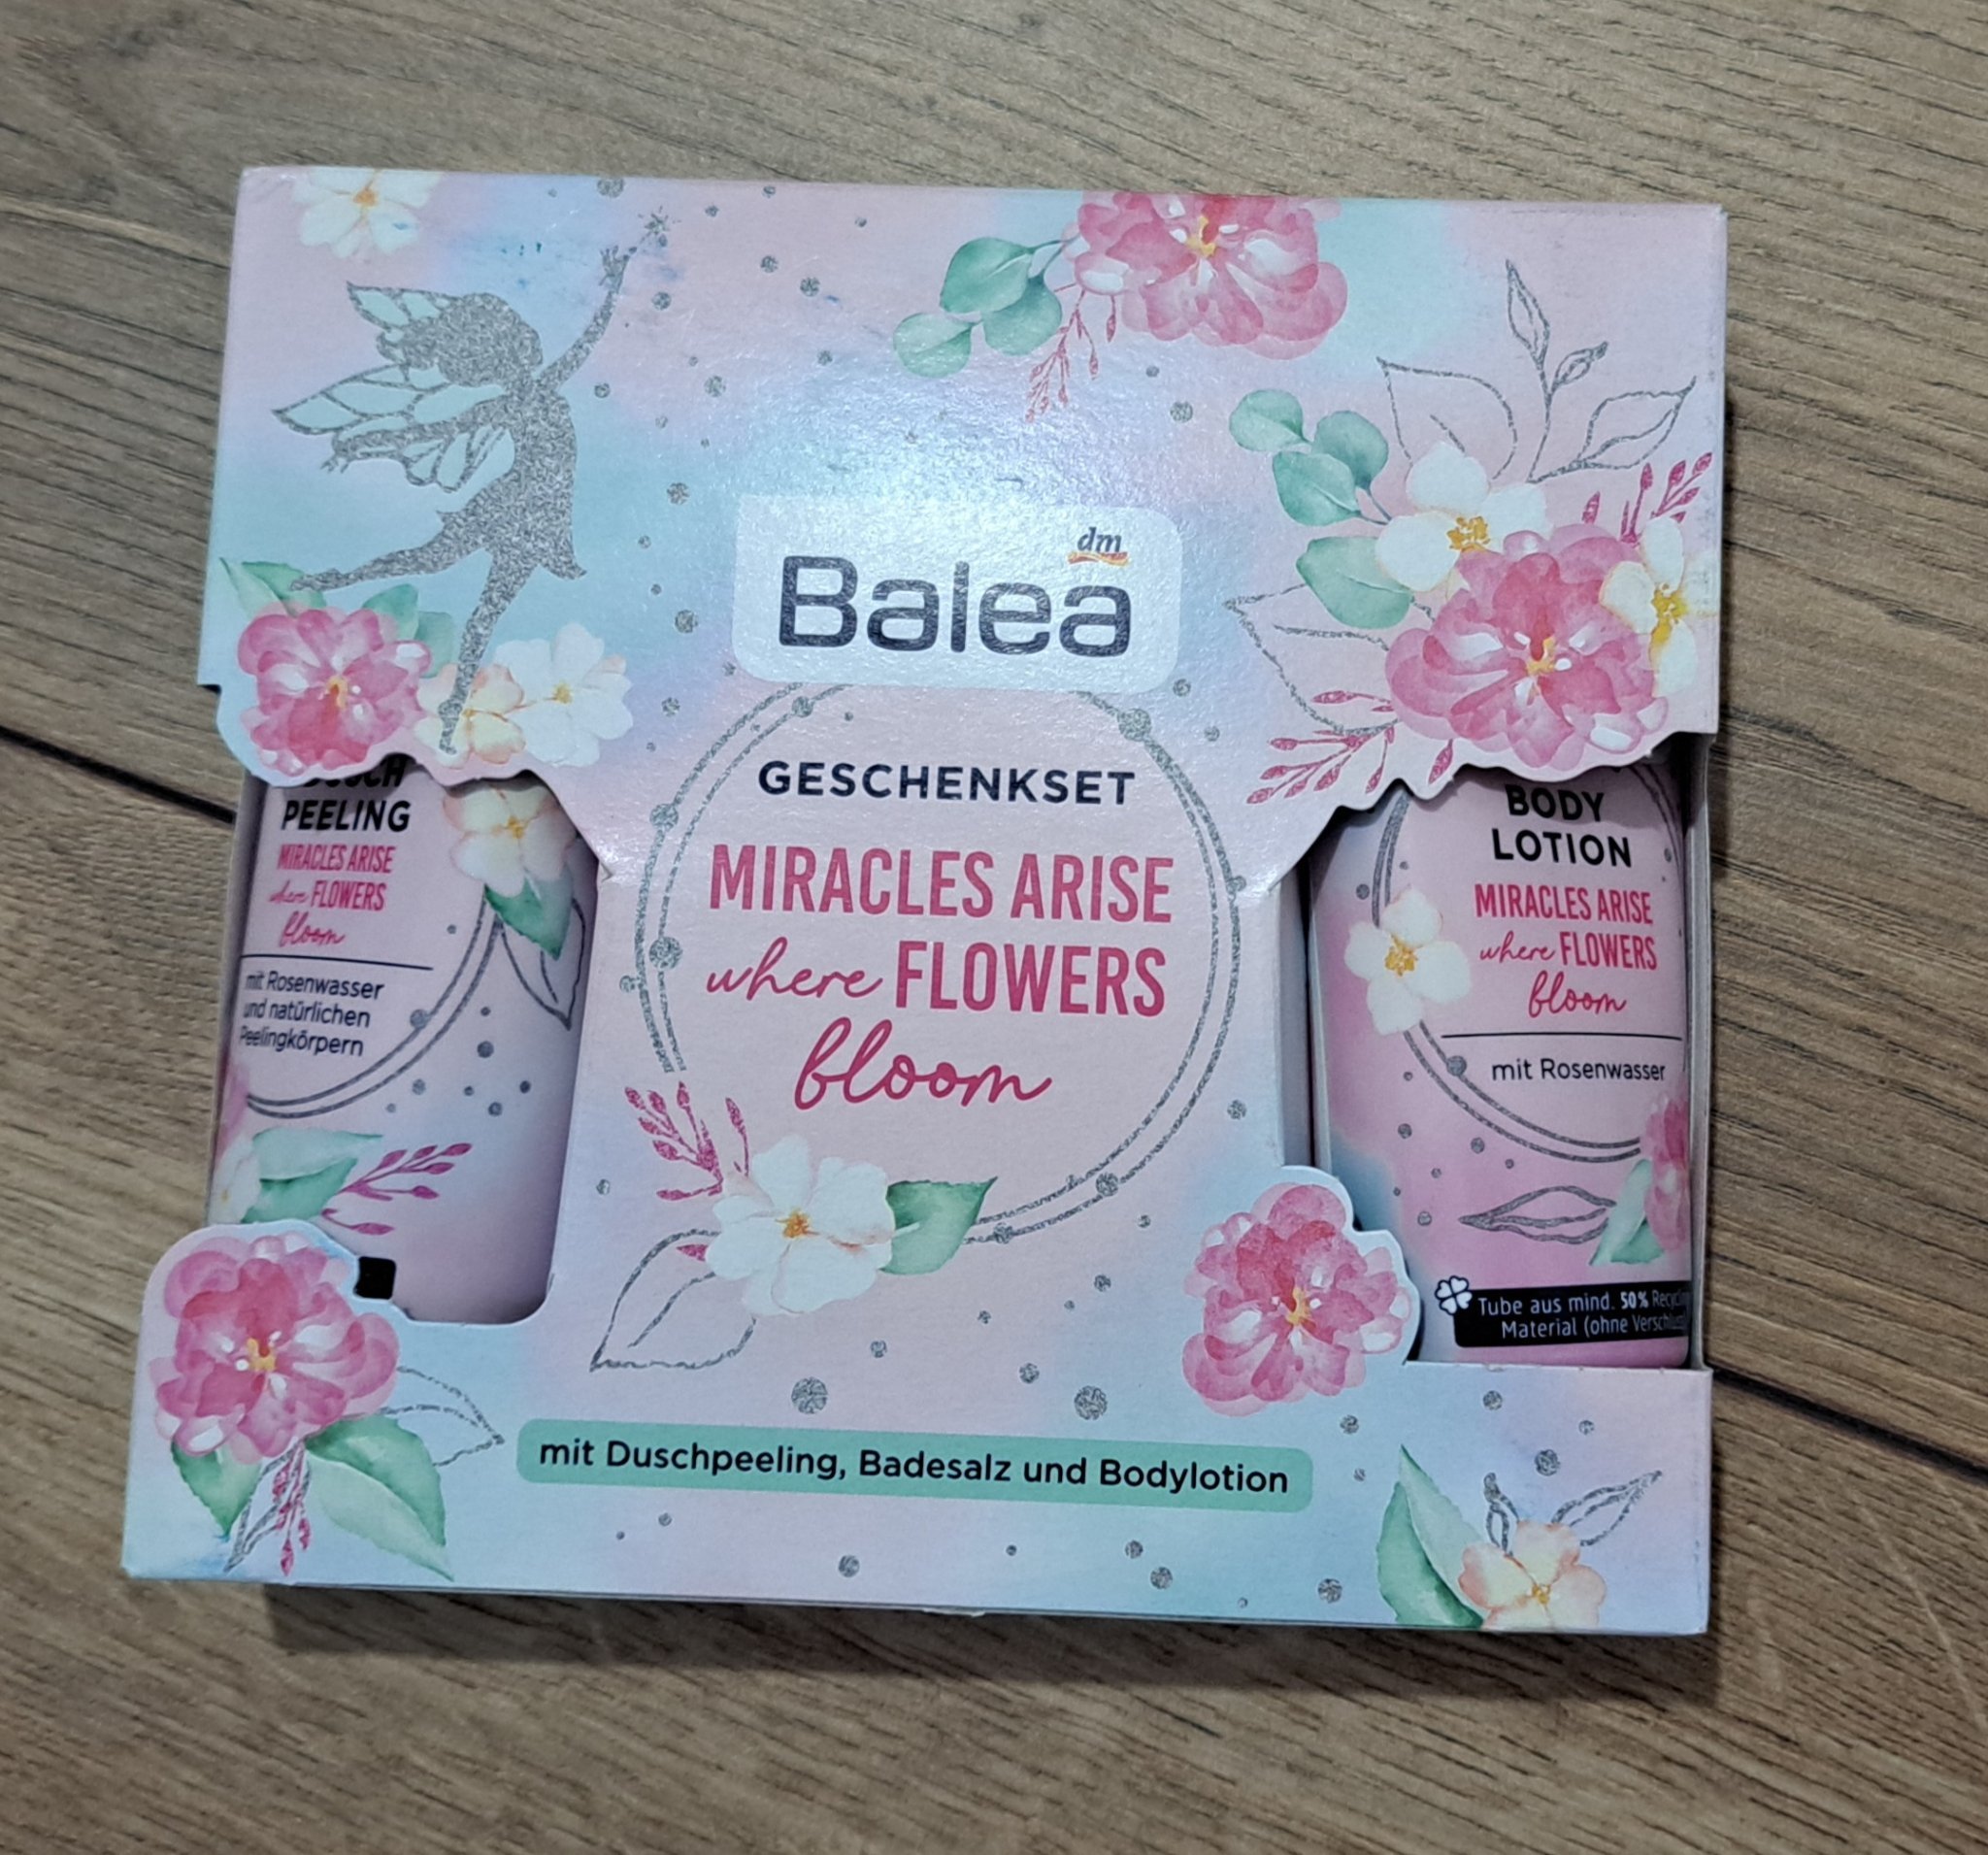 dm
Balea
GESCHENKSET
MIRACLES ARISE
where FLOWERS
bloom
PEELING
MIRACLES ARISE
where FLOWERS
bloom
mit Rosenwasser
und natürlichen
Peelingkörpern
BODY
LOTION
MIRACLES ARISE
where FLOWERS
bloom
mit Rosenwasser
Tube aus mind. 50%
Material (ohne
mit Duschpeeling, Badesalz und Bodylotion